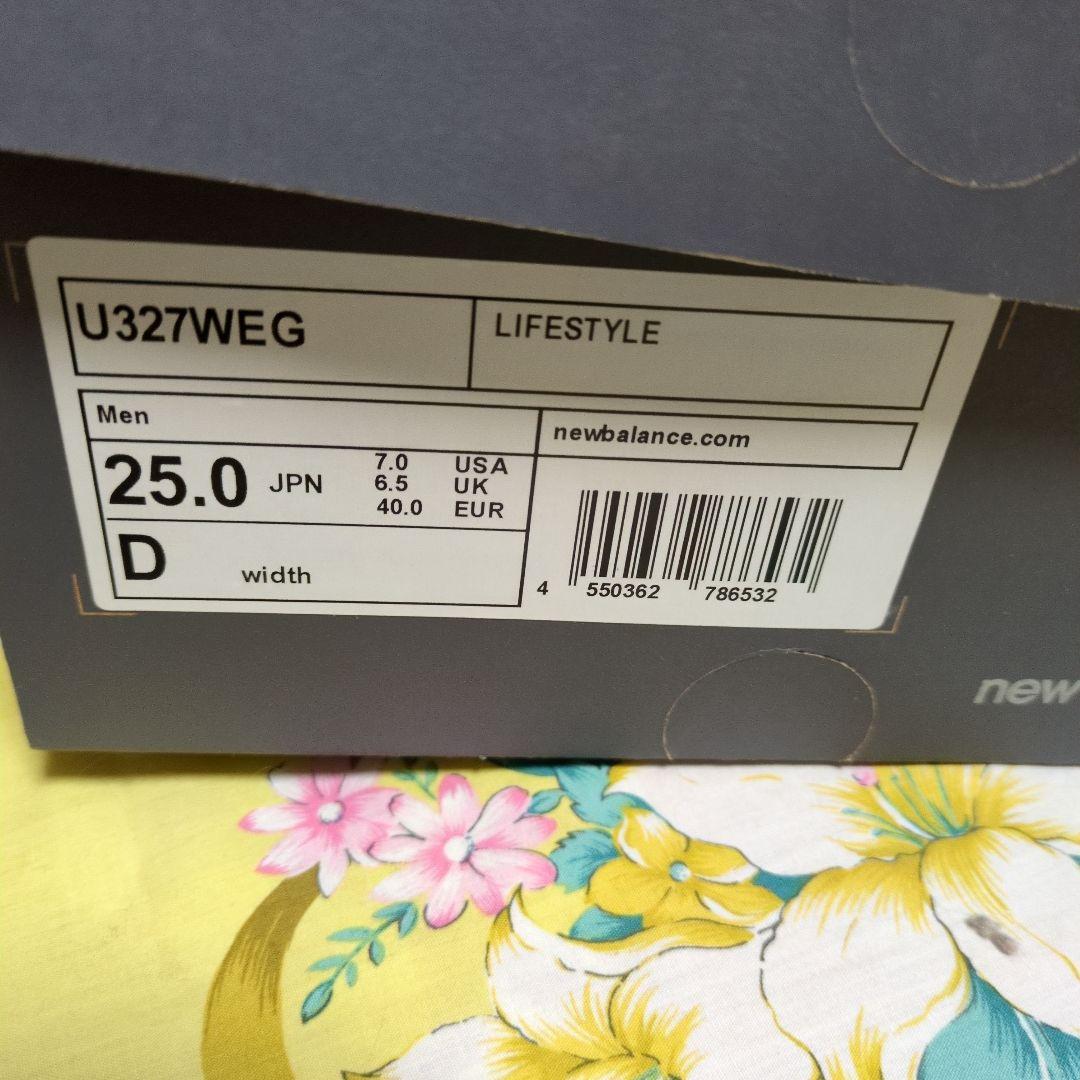 U327WEG
LIFESTYLE
Men
25.0 JPN
7.0 USA
6.5 UK
40.0 EUR
D width
newbalance.com
4 550362 786532
new